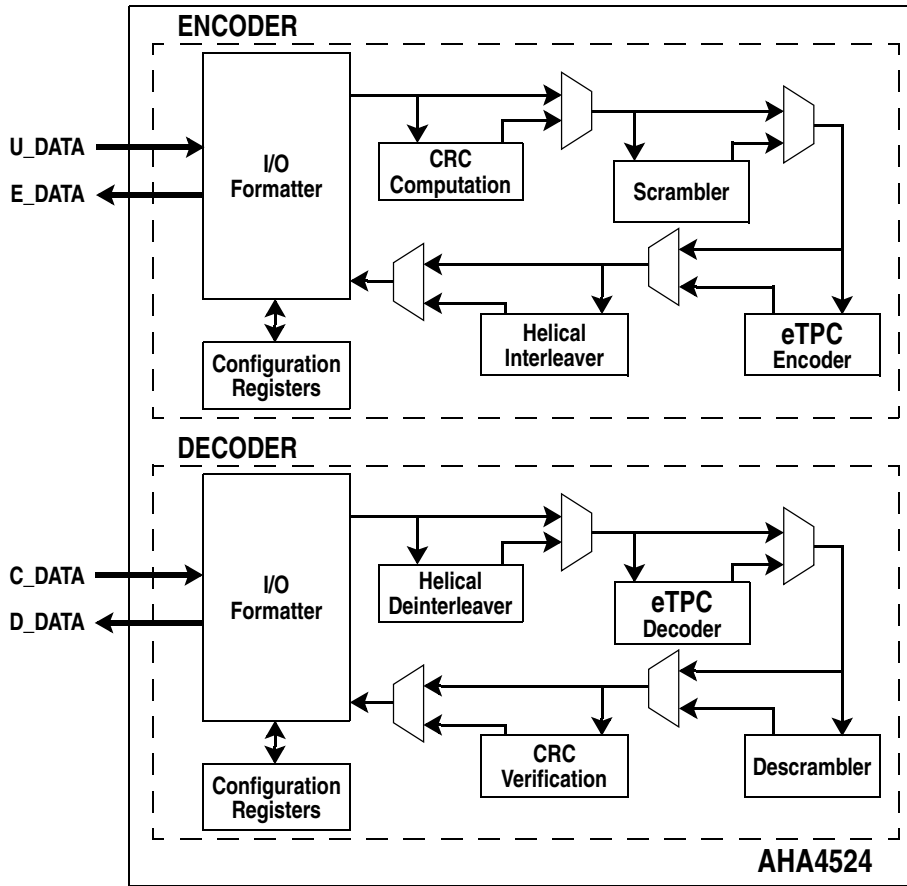 ENCODER
U_DATA
E_DATA
I/O
Formatter
CRC
Computation
Scrambler
Helical
Interleaver
eTPC
Encoder
Configuration
Registers
DECODER
C_DATA
D_DATA
I/O
Formatter
Helical
Deinterleaver
eTPC
Decoder
CRC
Verification
Descrambler
Configuration
Registers
AHA4524